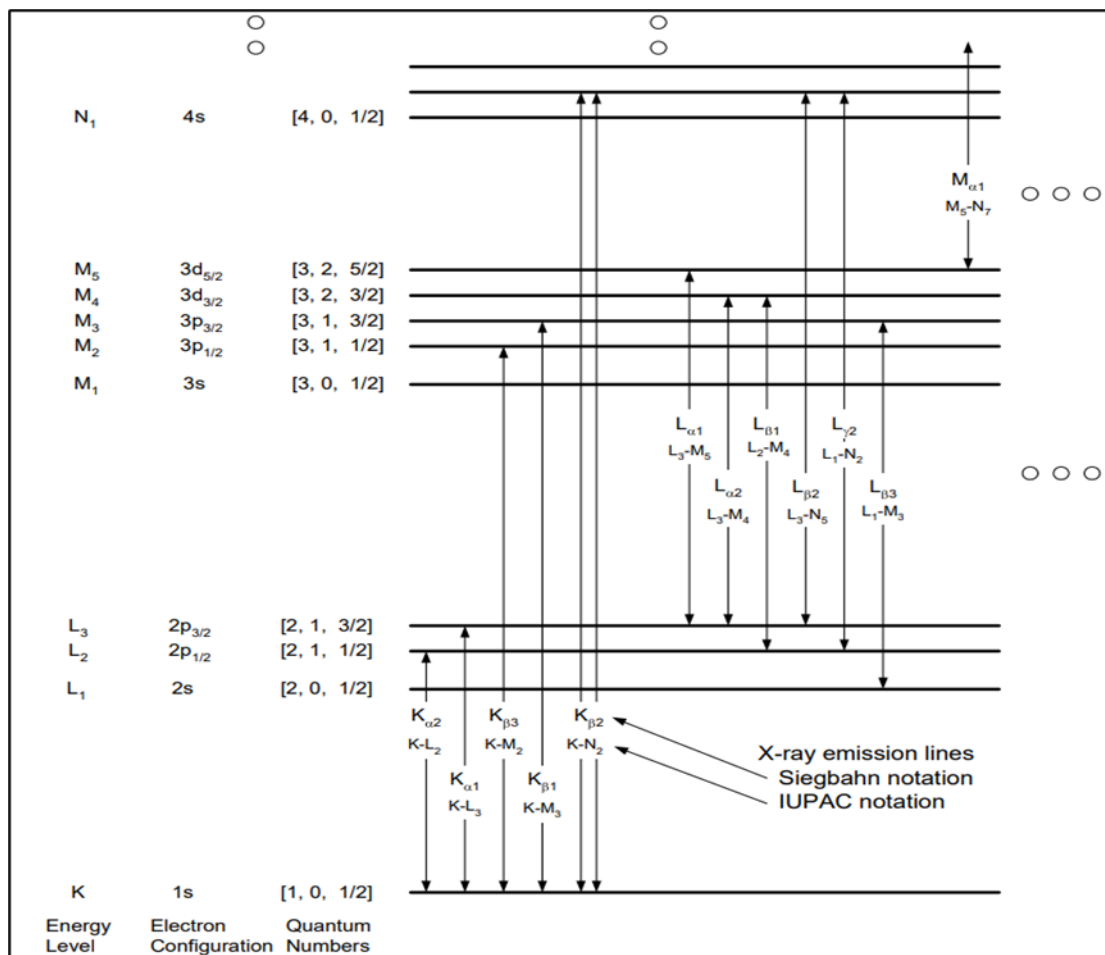 N₁ 4s [4, 0, 1/2]
Mα1
M₅-N₇
M₅ 3d5/2 [3, 2, 5/2]
M₄ 3d3/2 [3, 2, 3/2]
M₃ 3p3/2 [3, 1, 3/2]
M₂ 3p1/2 [3, 1, 1/2]
M₁ 3s [3, 0, 1/2]
Lα1 Lβ1 Lγ2
L₃-M₅ L₂-M₄ L₁-N₂
Lα2 Lβ2 Lβ3
L₃-M₄ L₃-N₅ L₁-M₃
L₃ 2p3/2 [2, 1, 3/2]
L₂ 2p1/2 [2, 1, 1/2]
L₁ 2s [2, 0, 1/2]
Kα2 Kβ3 Kβ2
K-L₂ K-M₂ K-N₂
X-ray emission lines
Siegbahn notation
IUPAC notation
Kα1 Kβ1
K-L₃ K-M₃
K 1s [1, 0, 1/2]
Energy Electron Quantum
Level Configuration Numbers